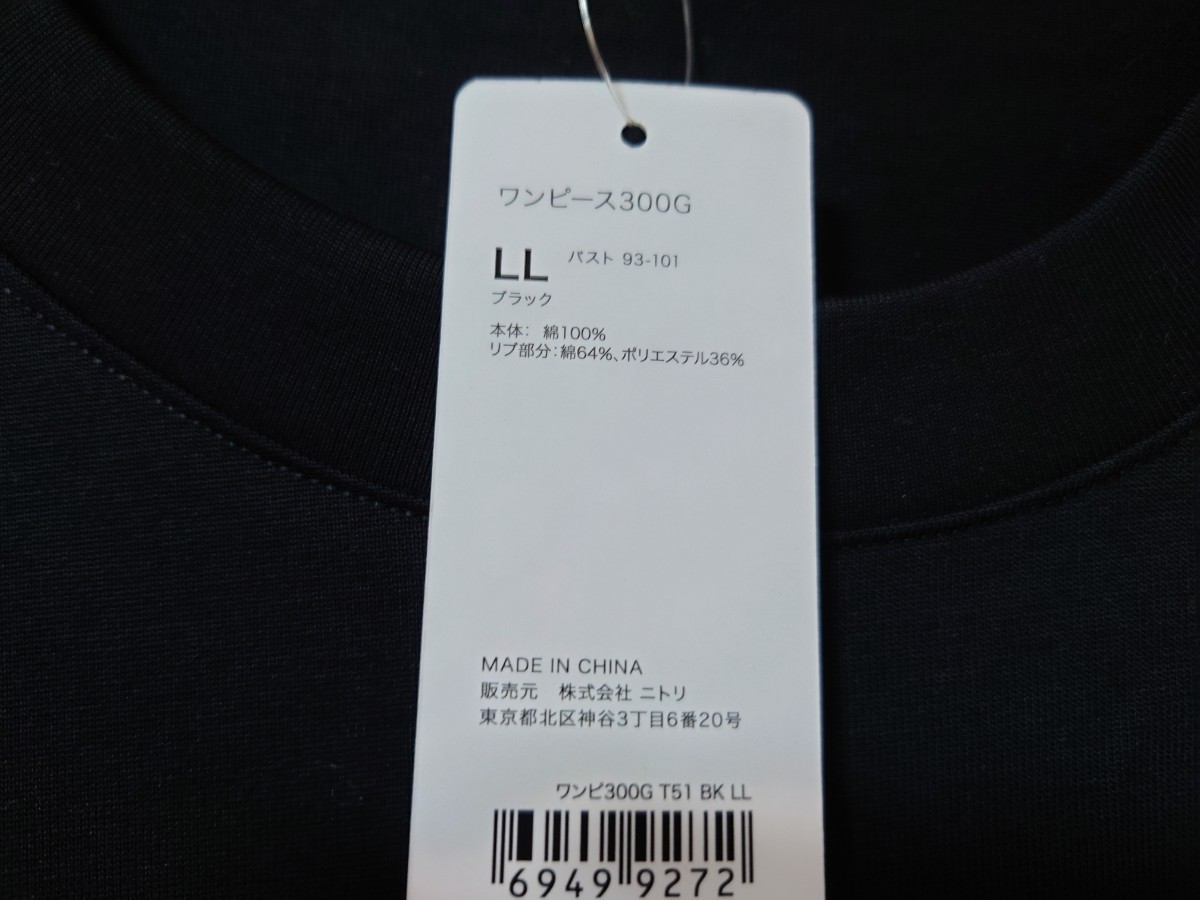 ワンピース300G
LL バスト 93-101
ブラック
本体： 綿100%
リブ部分：綿64%、ポリエステル36%
MADE IN CHINA
販売元 株式会社 ニトリ
東京都北区神谷3丁目6番20号
ワンピ300G T51 BK LL
6949 9272